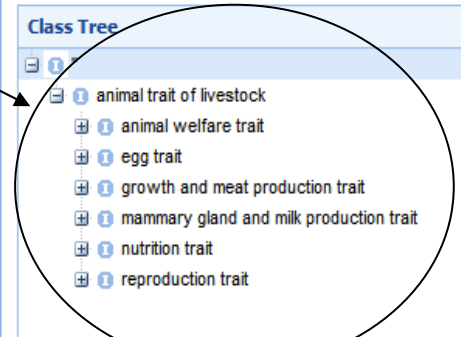 Class Tree
animal trait of livestock
animal welfare trait
egg trait
growth and meat production trait
mammary gland and milk production trait
nutrition trait
reproduction trait